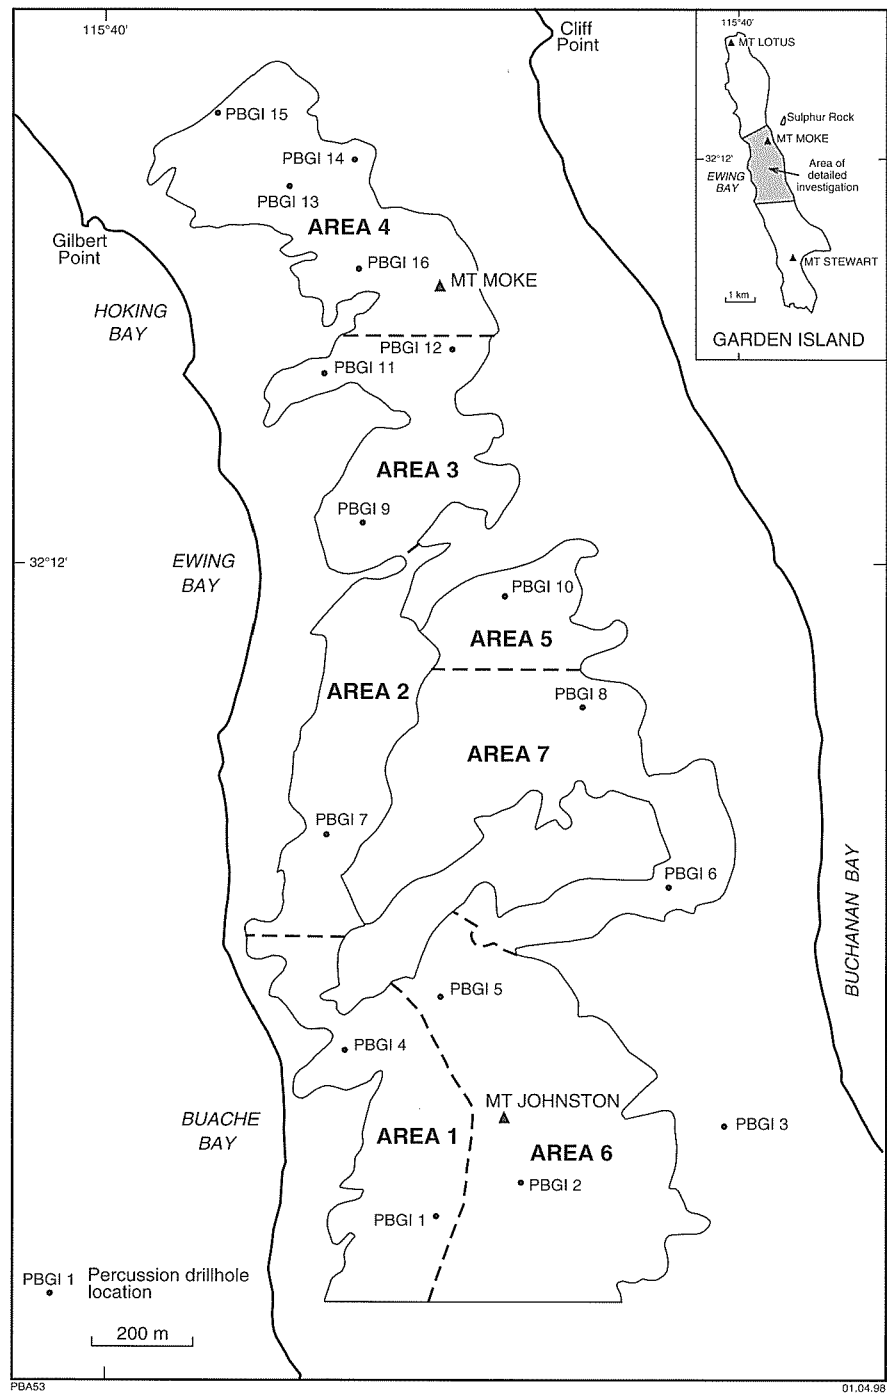 115°40'
Cliff
Point
115°40'
MT LOTUS
Sulphur Rock
MT MOKE
32°12'
EWING
BAY
Area of
detailed
investigation
MT STEWART
1 km
GARDEN ISLAND
PBGI 15
PBGI 14
PBGI 13
AREA 4
Gilbert
Point
PBGI 16
MT MOKE
HOKING
BAY
PBGI 12
PBGI 11
AREA 3
PBGI 9
32°12'
EWING
BAY
PBGI 10
AREA 5
AREA 2
PBGI 8
AREA 7
PBGI 7
PBGI 6
BUCHANAN BAY
PBGI 5
PBGI 4
MT JOHNSTON
BUACHE
BAY
AREA 1
PBGI 3
AREA 6
PBGI 2
PBGI 1
PBGI 1
Percussion drillhole
location
200 m
PBA53
01.04.98